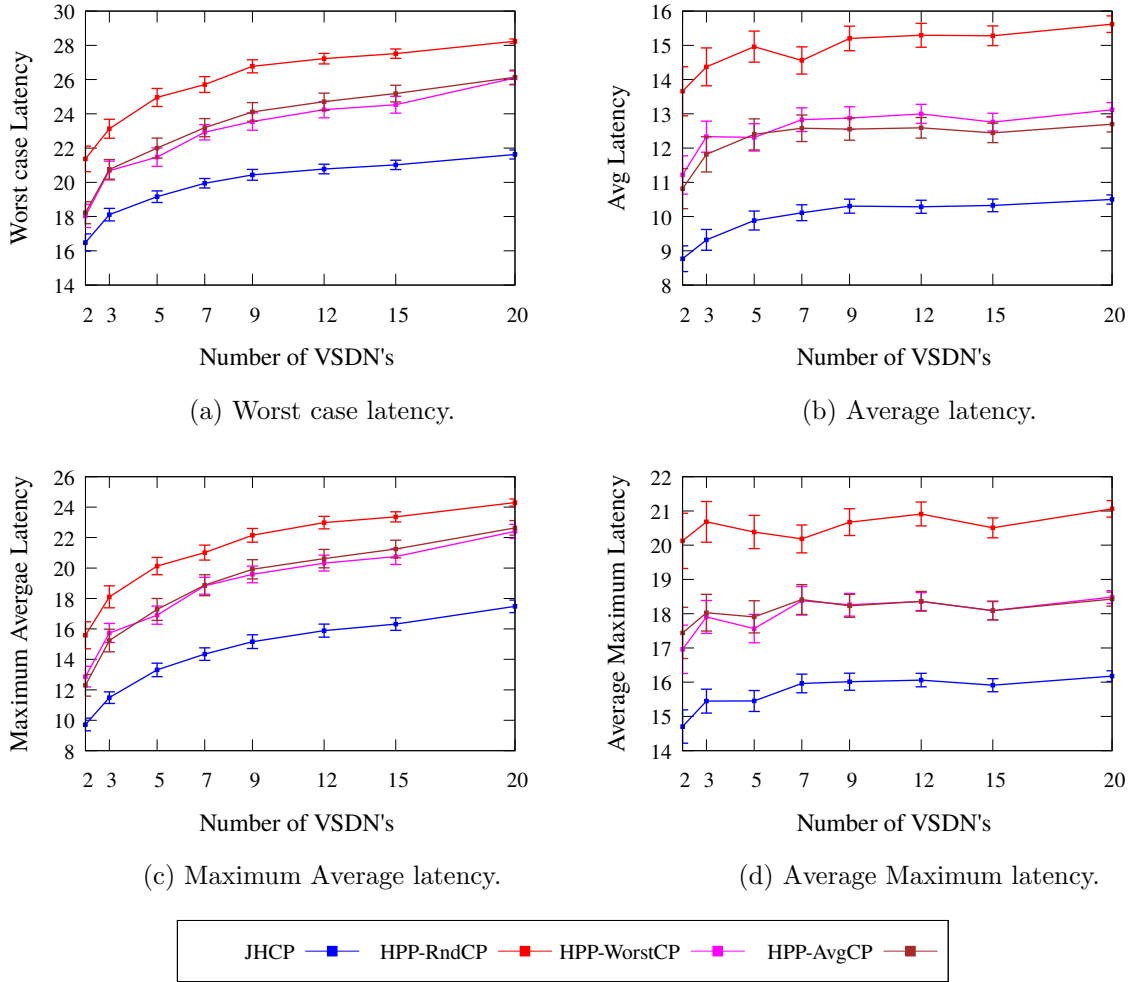 Worst case Latency
30
28
26
24
22
20
18
16
14
2 3 5 7 9 12 15 20
Number of VSDN's
(a) Worst case latency.
Avg Latency
16
15
14
13
12
11
10
9
8
2 3 5 7 9 12 15 20
Number of VSDN's
(b) Average latency.
Maximum Avergae Latency
26
24
22
20
18
16
14
12
10
8
2 3 5 7 9 12 15 20
Number of VSDN's
(c) Maximum Average latency.
Average Maximum Latency
22
21
20
19
18
17
16
15
14
2 3 5 7 9 12 15 20
Number of VSDN's
(d) Average Maximum latency.
JHCP HPP-RndCP HPP-WorstCP HPP-AvgCP